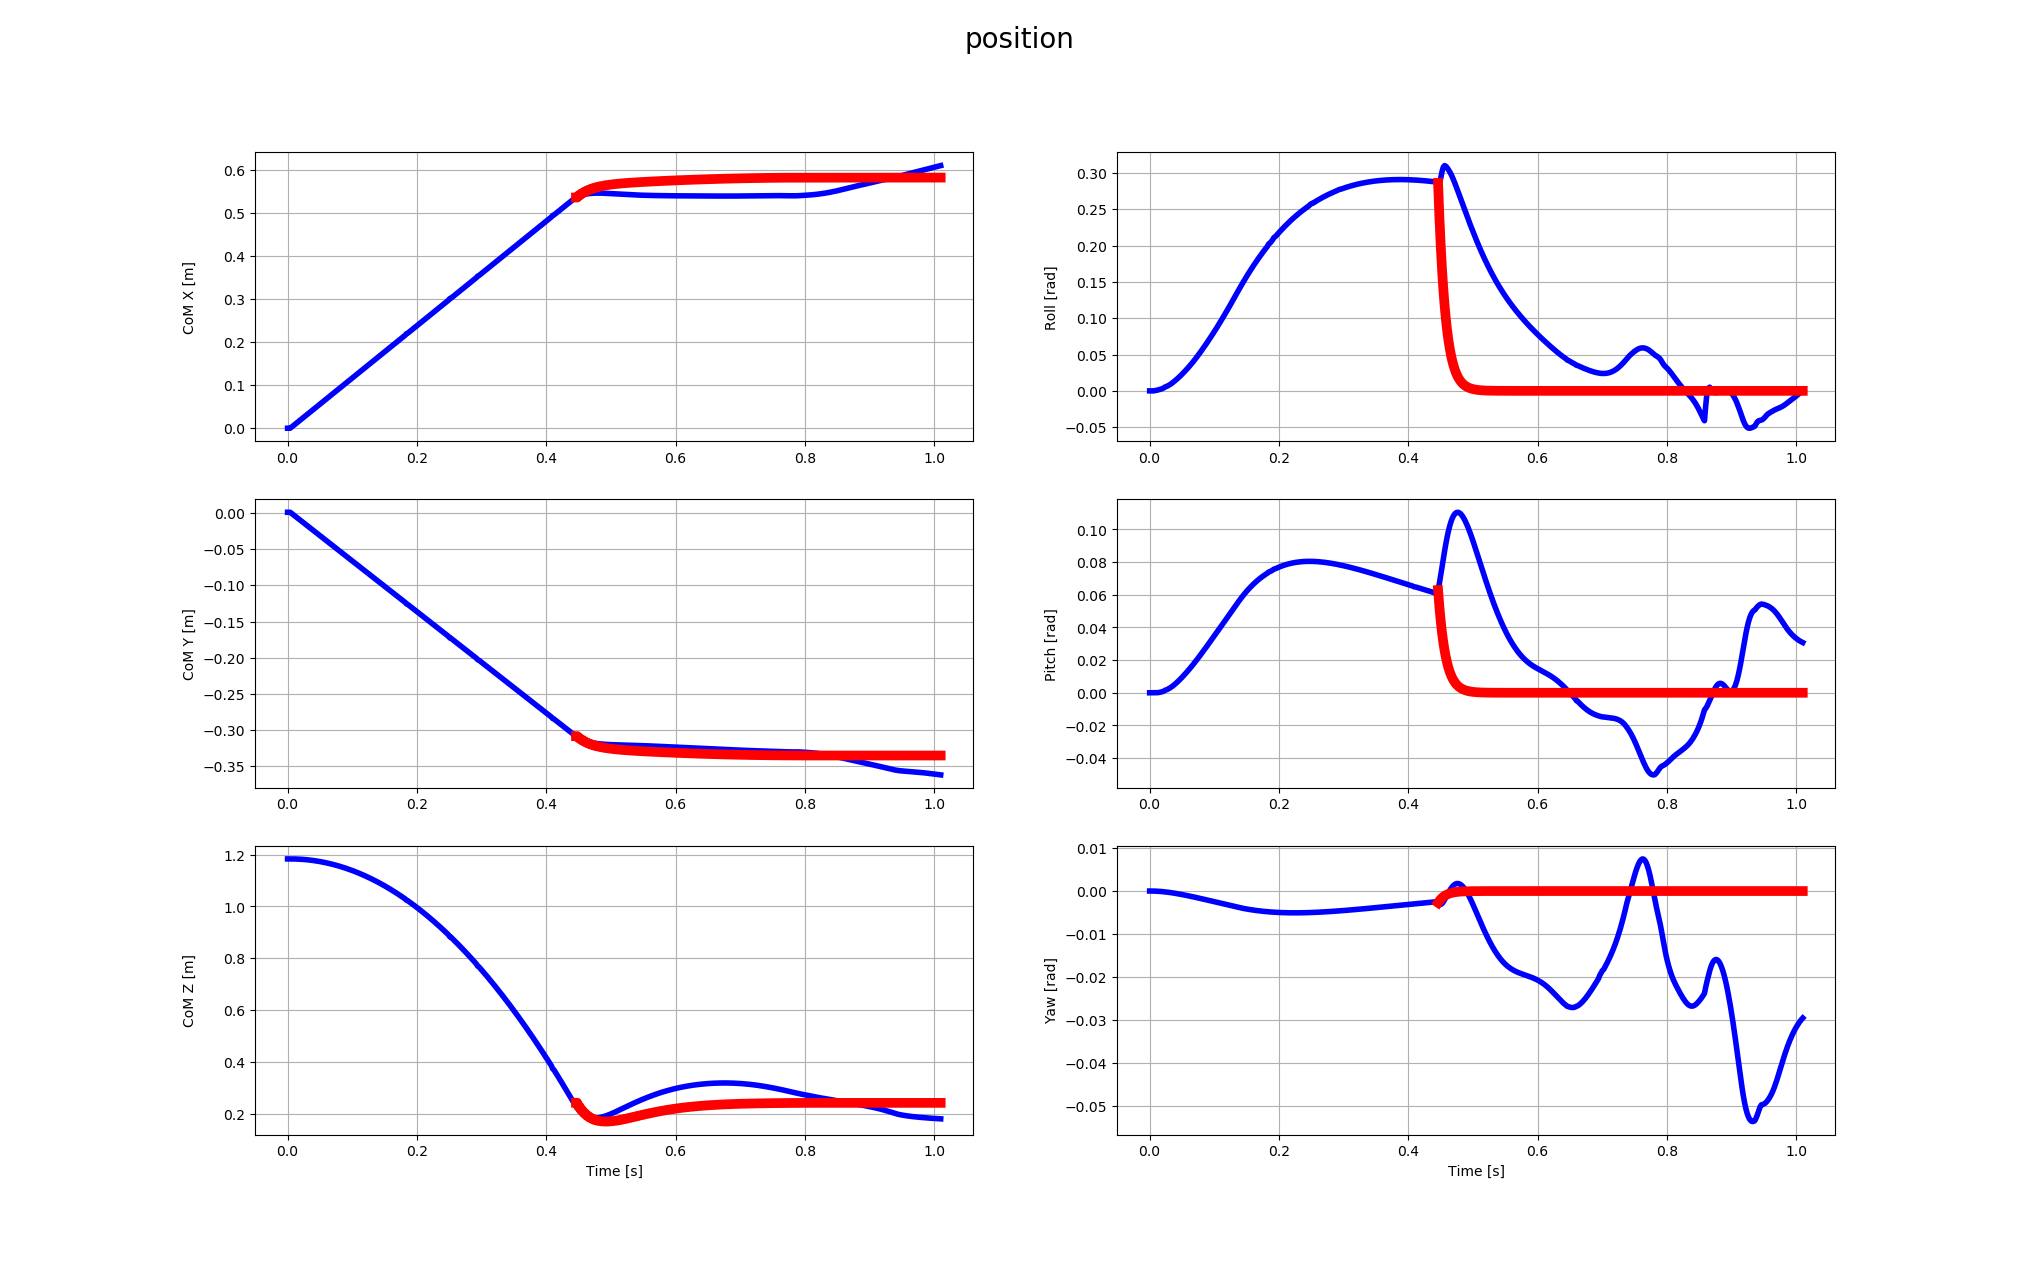 position
CoM X [m]
0.6
0.5
0.4
0.3
0.2
0.1
0.0
0.0 0.2 0.4 0.6 0.8 1.0
Roll [rad]
0.30
0.25
0.20
0.15
0.10
0.05
0.00
−0.05
0.0 0.2 0.4 0.6 0.8 1.0
CoM Y [m]
0.00
−0.05
−0.10
−0.15
−0.20
−0.25
−0.30
−0.35
0.0 0.2 0.4 0.6 0.8 1.0
Pitch [rad]
0.10
0.08
0.06
0.04
0.02
0.00
−0.02
−0.04
0.0 0.2 0.4 0.6 0.8 1.0
CoM Z [m]
1.2
1.0
0.8
0.6
0.4
0.2
0.0 0.2 0.4 0.6 0.8 1.0
Time [s]
Yaw [rad]
0.01
0.00
−0.01
−0.02
−0.03
−0.04
−0.05
0.0 0.2 0.4 0.6 0.8 1.0
Time [s]